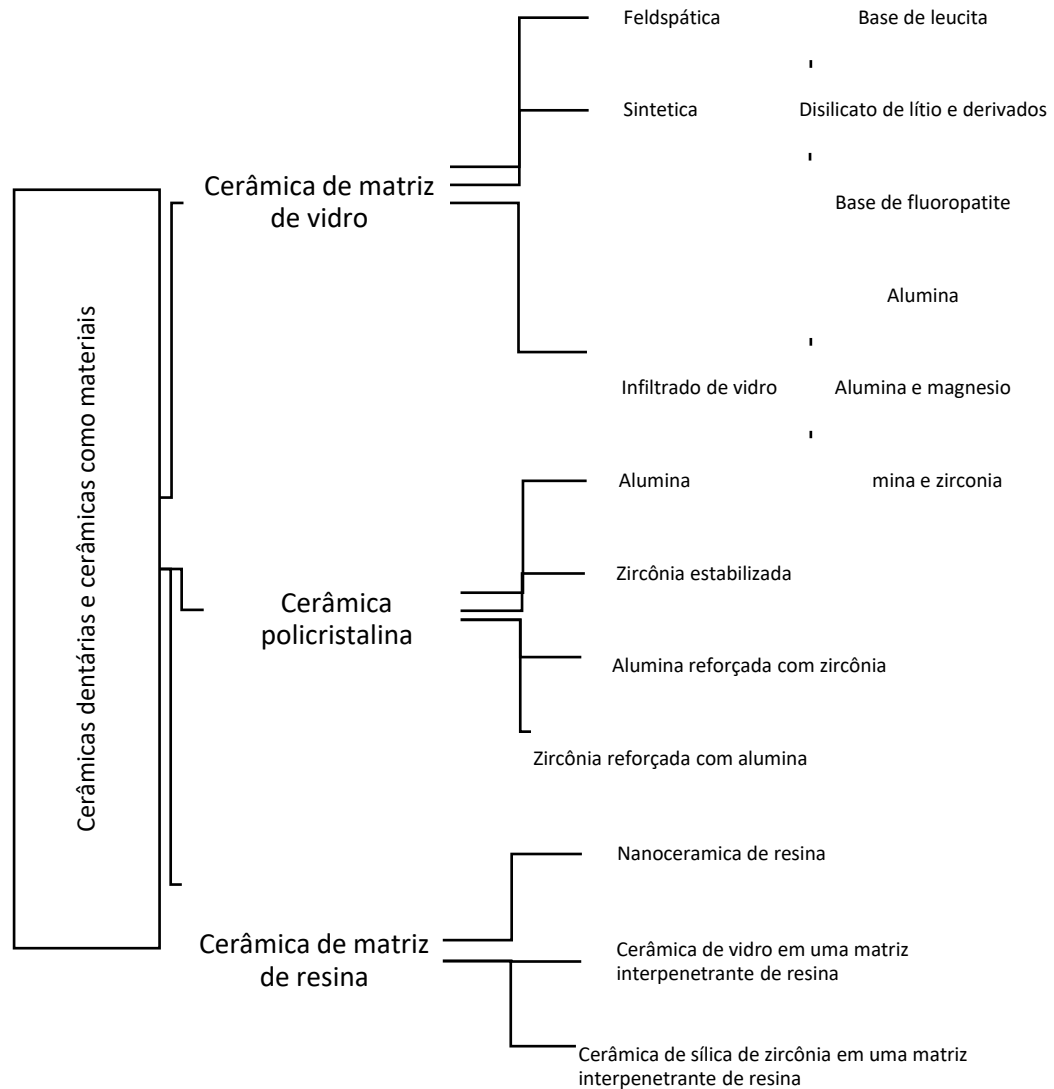 Feldspática
Base de leucita
Sintetica
Disilicato de lítio e derivados
Cerâmica de matriz
de vidro
Base de fluoropatite
Alumina
Infiltrado de vidro
Alumina e magnesio
Cerâmicas dentárias e cerâmicas como materiais
Alumina
mina e zirconia
Zircônia estabilizada
Cerâmica
policristalina
Alumina reforçada com zircônia
Zircônia reforçada com alumina
Nanoceramica de resina
Cerâmica de matriz
de resina
Cerâmica de vidro em uma matriz
interpenetrante de resina
Cerâmica de sílica de zircônia em uma matriz
interpenetrante de resina